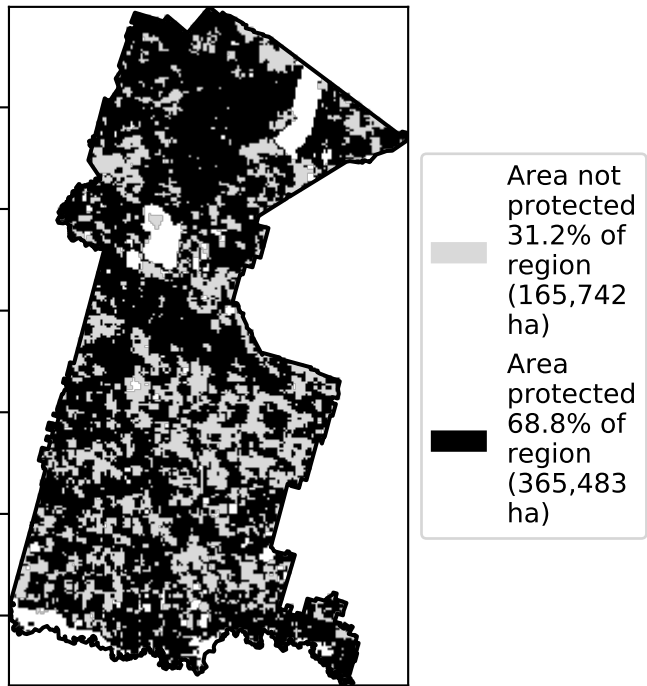 Area not
protected
31.2% of
region
(165,742
ha)
Area
protected
68.8% of
region
(365,483
ha)